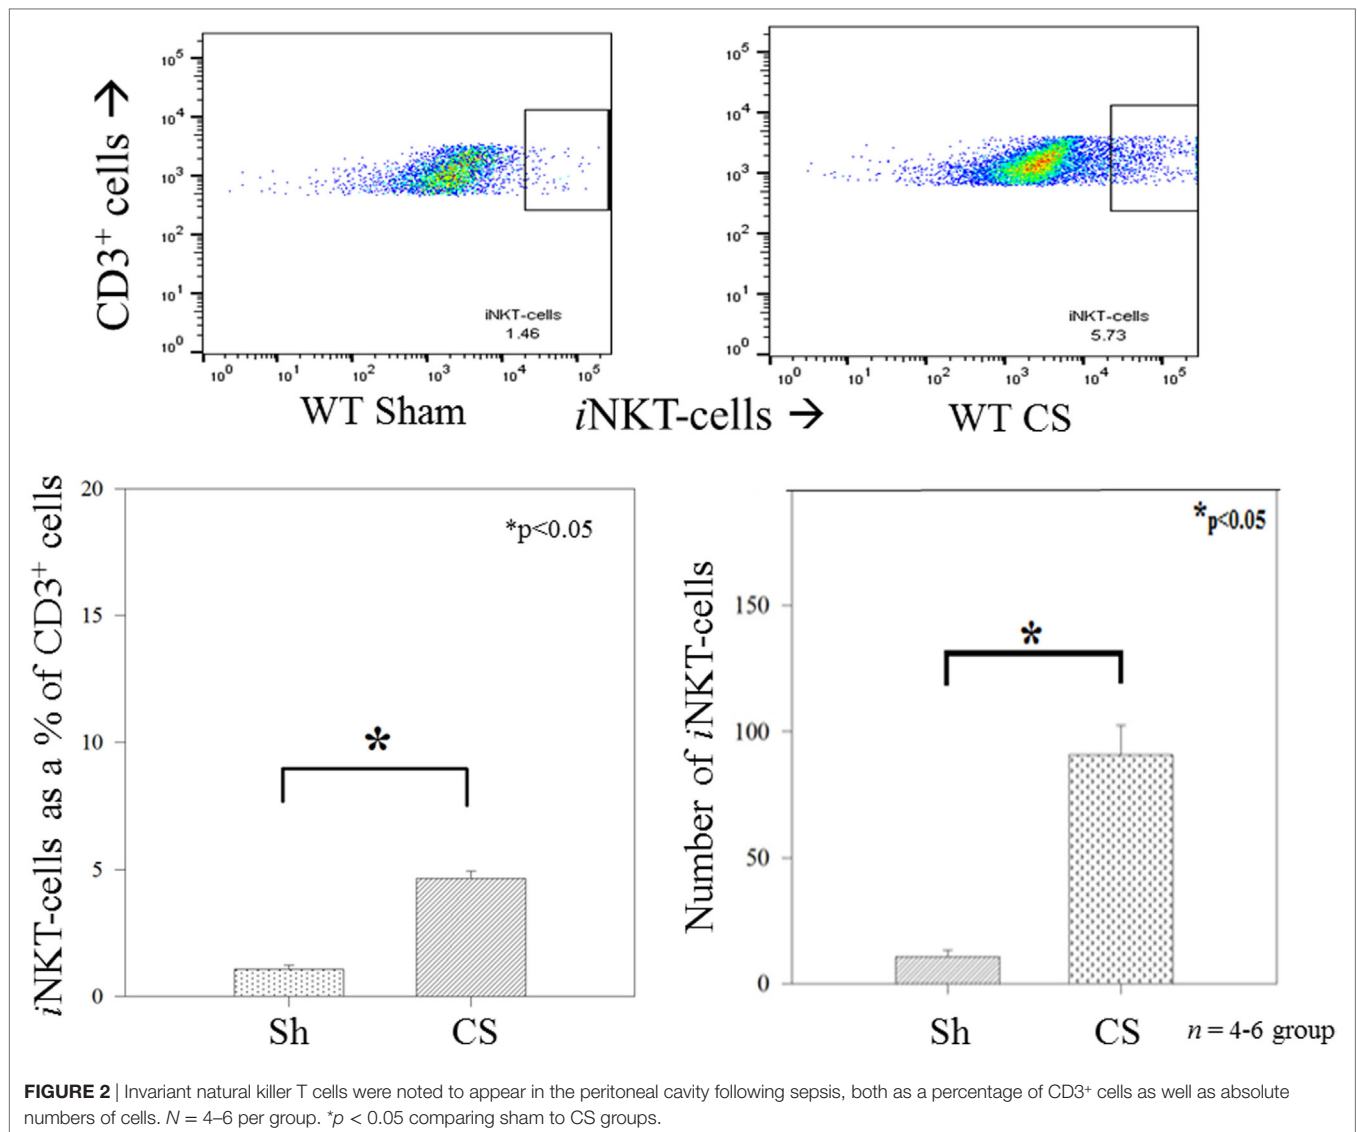 CD3⁺ cells →
10⁵
10⁴
10³
10²
10¹
10⁰
iNKT-cells
1.46
10⁰ 10¹ 10² 10³ 10⁴ 10⁵
WT Sham
10⁵
10⁴
10³
10²
10¹
10⁰
iNKT-cells
5.73
10⁰ 10¹ 10² 10³ 10⁴ 10⁵
iNKT-cells →
WT CS
iNKT-cells as a % of CD3⁺ cells
20
15
10
5
0
*p<0.05
*
Sh CS
Number of iNKT-cells
150
100
50
0
*p<0.05
*
Sh CS
n = 4-6 group
FIGURE 2 | Invariant natural killer T cells were noted to appear in the peritoneal cavity following sepsis, both as a percentage of CD3⁺ cells as well as absolute
numbers of cells. N = 4–6 per group. *p < 0.05 comparing sham to CS groups.